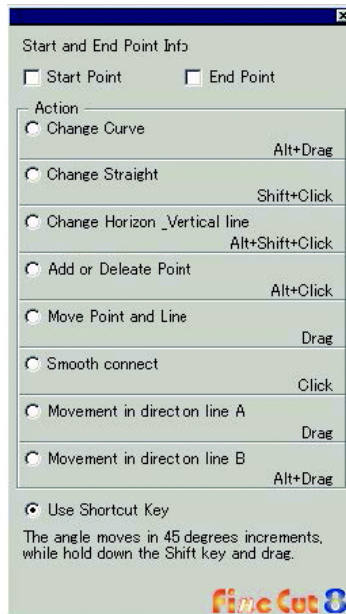 Start and End Point Info
Start Point End Point
Action
Change Curve
Alt+Drag
Change Straight
Shift+Click
Change Horizon _Vertical line
Alt+Shift+Click
Add or Deleate Point
Alt+Click
Move Point and Line
Drag
Smooth connect
Click
Movement in direction line A
Drag
Movement in direction line B
Alt+Drag
Use Shortcut Key
The angle moves in 45 degrees increments,
while hold down the Shift key and drag.
Fine Cut 8